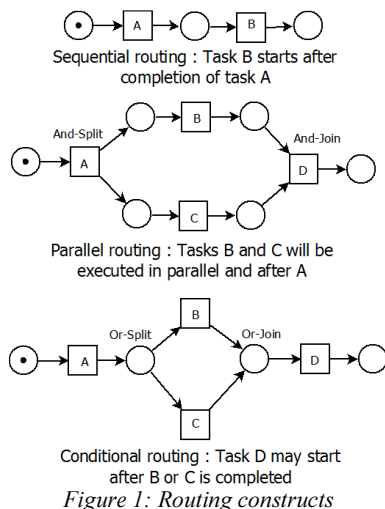 A
B
Sequential routing : Task B starts after
completion of task A
And-Split
B
And-Join
A
D
C
Parallel routing : Tasks B and C will be
executed in parallel and after A
B
Or-Split
Or-Join
A
D
C
Conditional routing : Task D may start
after B or C is completed
Figure 1: Routing constructs